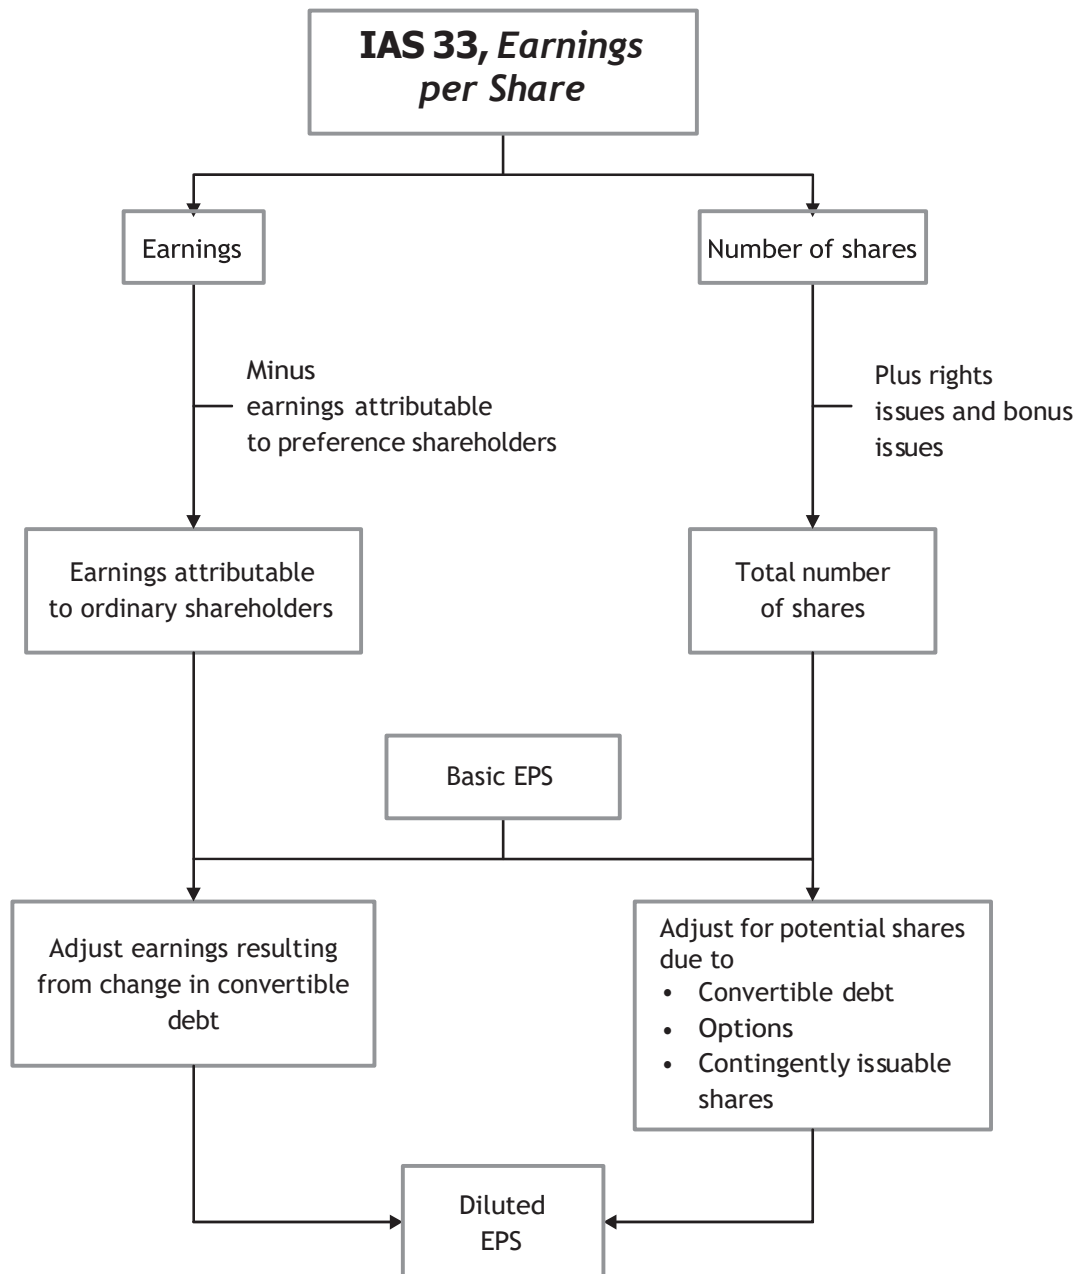 IAS 33, Earnings
per Share
Earnings
Number of shares
Minus
earnings attributable
to preference shareholders
Plus rights
issues and bonus
issues
Earnings attributable
to ordinary shareholders
Total number
of shares
Basic EPS
Adjust earnings resulting
from change in convertible
debt
Adjust for potential shares
due to
• Convertible debt
• Options
• Contingently issuable
shares
Diluted
EPS